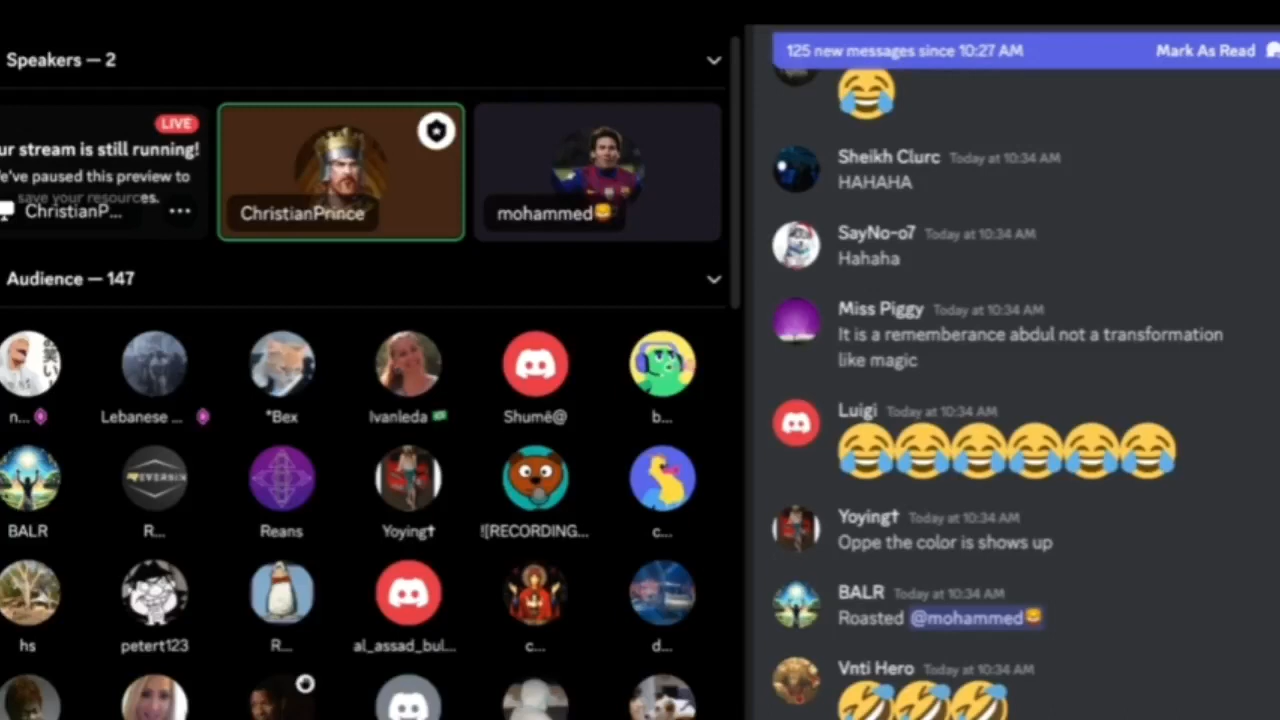 Speakers — 2
LIVE
ur stream is still running!
e've paused this preview to
save your resources.
ChristianP...
ChristianPrince
mohammed
Audience — 147
n...
Lebanese ...
*Bex
Ivanleda
Shumë@
b...
BALR
R...
Reans
Yoying✝
![RECORDING...
c...
hs
petert123
R...
al_assad_bul...
c...
d...
125 new messages since 10:27 AM
Mark As Read
Sheikh Clurc Today at 10:34 AM
HAHAHA
SayNo-o7 Today at 10:34 AM
Hahaha
Miss Piggy Today at 10:34 AM
It is a rememberance abdul not a transformation
like magic
Luigi Today at 10:34 AM
Yoying✝ Today at 10:34 AM
Oppe the color is shows up
BALR Today at 10:34 AM
Roasted @mohammed
Vnti Hero Today at 10:34 AM